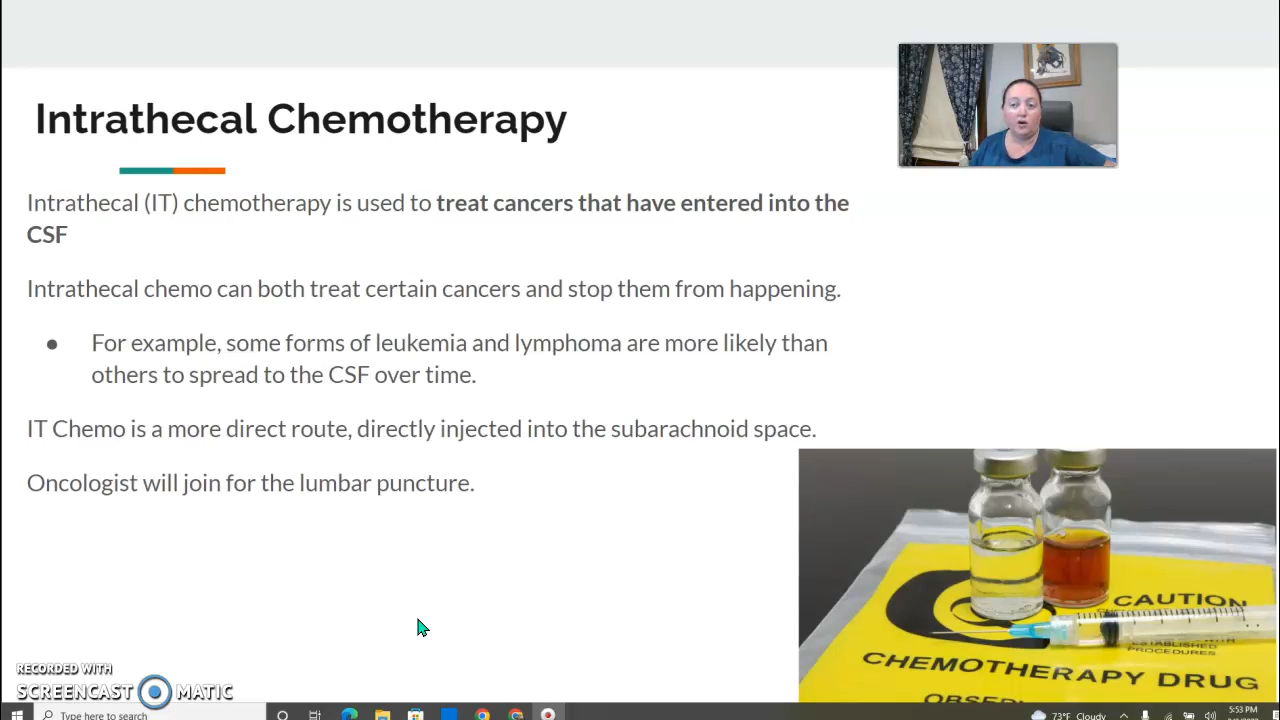 Intrathecal Chemotherapy
Intrathecal (IT) chemotherapy is used to treat cancers that have entered into the
CSF
Intrathecal chemo can both treat certain cancers and stop them from happening.
● For example, some forms of leukemia and lymphoma are more likely than
others to spread to the CSF over time.
IT Chemo is a more direct route, directly injected into the subarachnoid space.
Oncologist will join for the lumbar puncture.
CAUTION
ESTABLISHED
PROCEDURES
CHEMOTHERAPY DRUG
RECORDED WITH
SCREENCAST MATIC
Type here to search
73°F Cloudy
5:53 PM